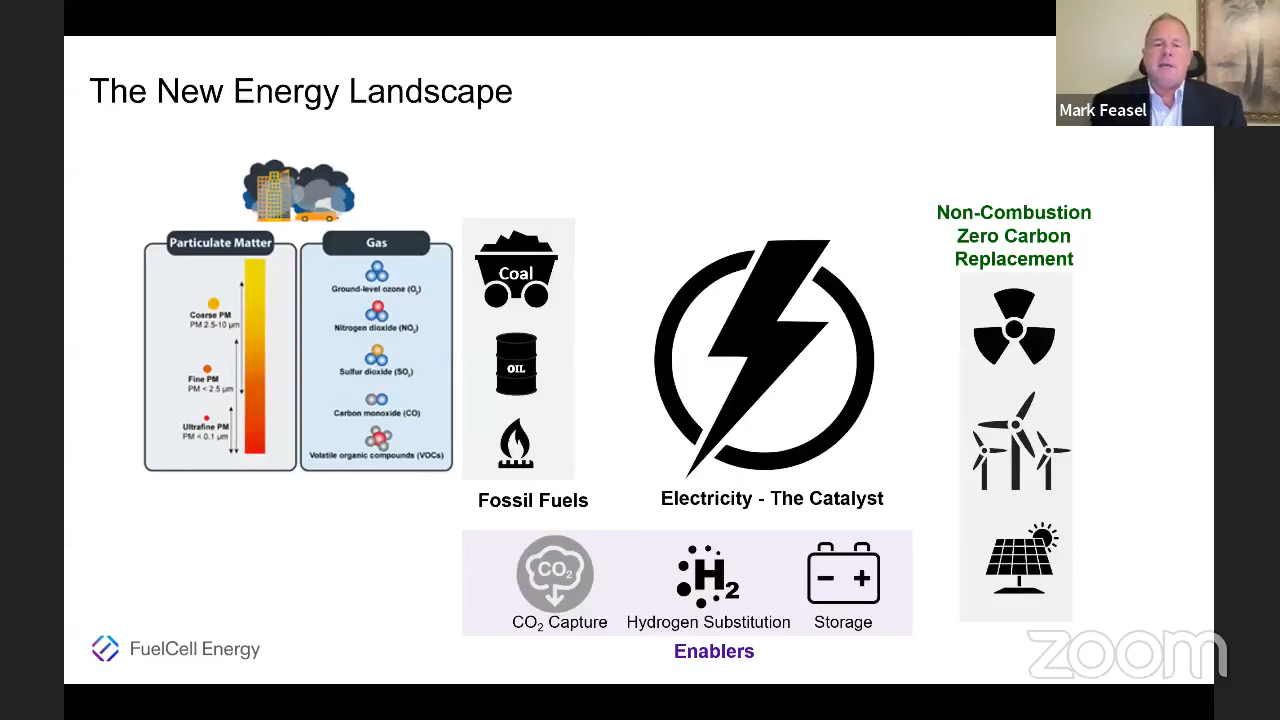 The New Energy Landscape
Mark Feasel
Particulate Matter
Coarse PM
PM 2.5-10 µm
Fine PM
PM < 2.5 µm
Ultrafine PM
PM < 0.1 µm
Gas
Ground-level ozone (O₃)
Nitrogen dioxide (NO₂)
Sulfur dioxide (SO₂)
Carbon monoxide (CO)
Volatile organic compounds (VOCs)
Coal
OIL
Fossil Fuels
Electricity - The Catalyst
Non-Combustion
Zero Carbon
Replacement
CO₂
CO₂ Capture
H₂
Hydrogen Substitution
Storage
Enablers
FuelCell Energy
zoom